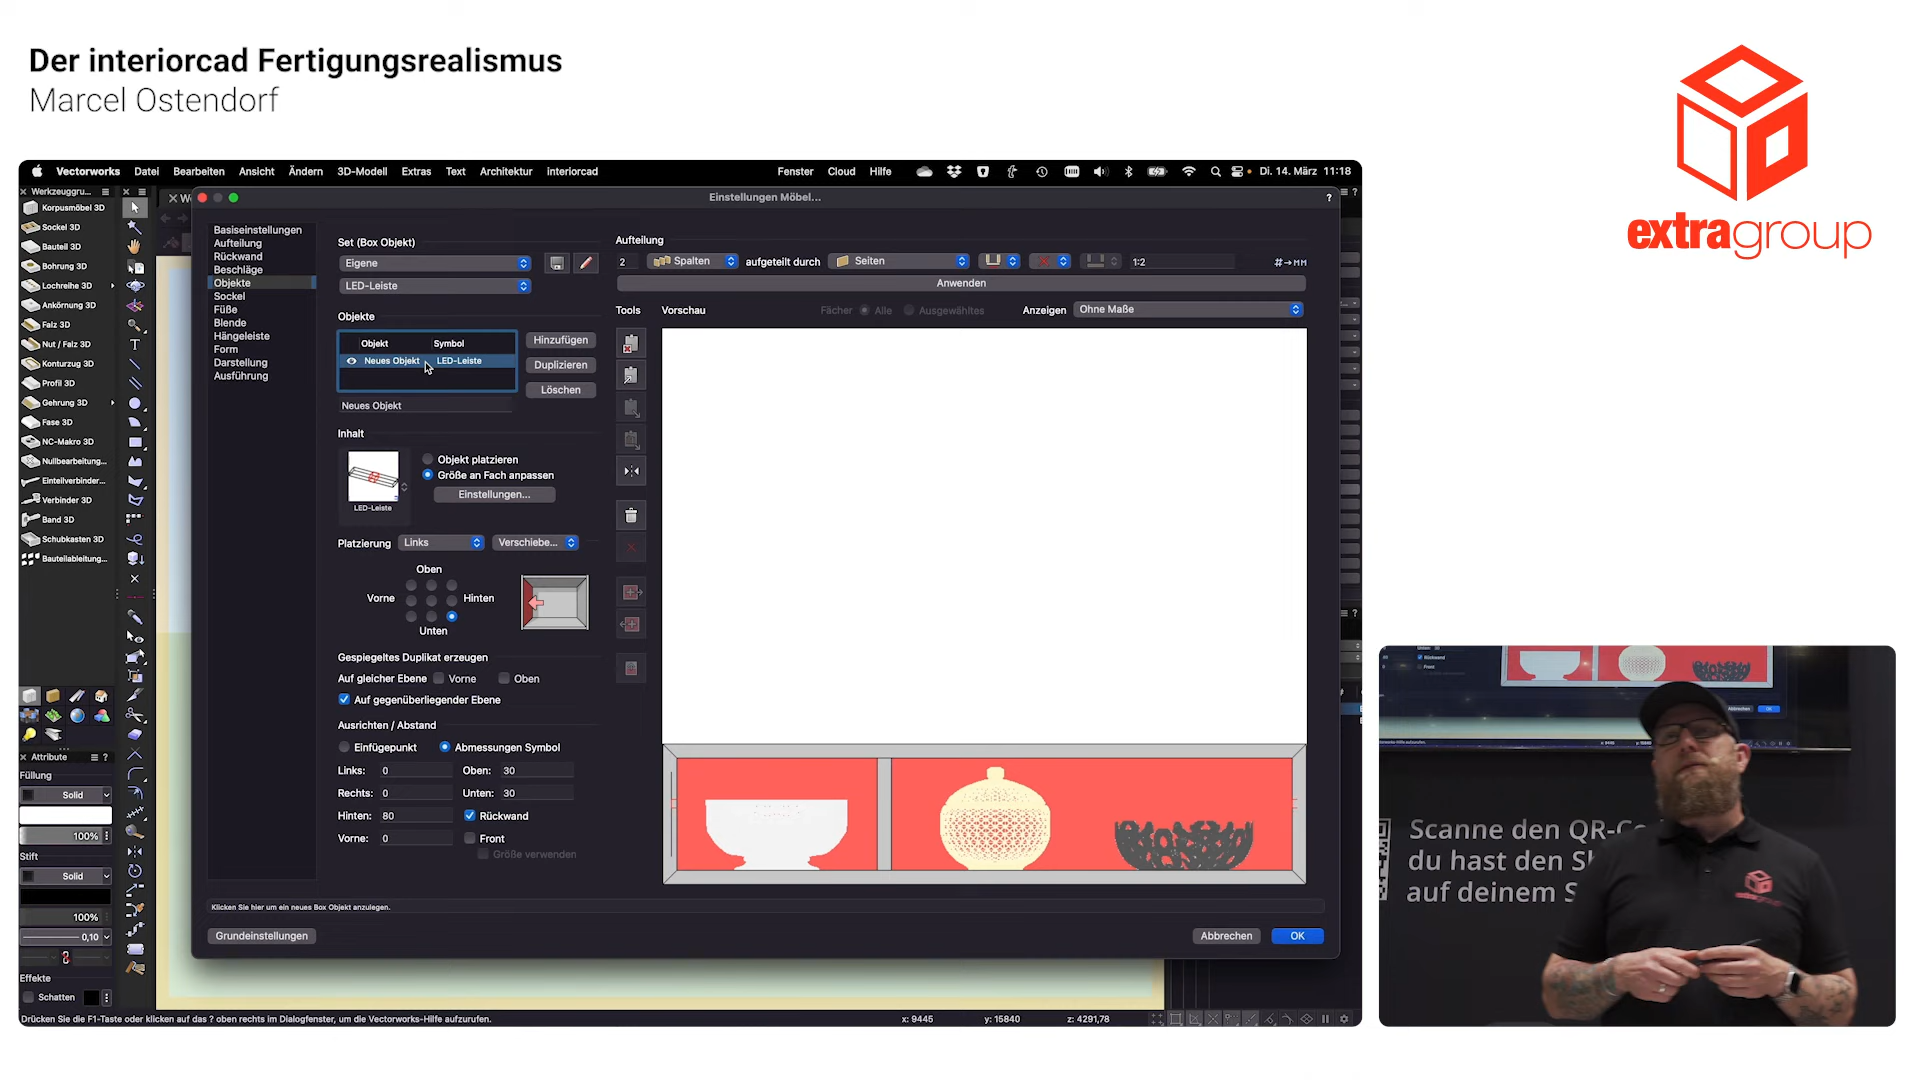 Der interiorcad Fertigungsrealismus
Marcel Ostendorf
extragroup
Vectorworks Datei Bearbeiten Ansicht Ändern 3D-Modell Extras Text Architektur interiorcad Fenster Cloud Hilfe Di. 14. März 11:18
Werkzeuggru...
Einstellungen Möbel... ?
Korpusmöbel 3D
Sockel 3D
Bauteil 3D
Bohrung 3D
Lochreihe 3D
Ankörnung 3D
Falz 3D
Nut / Falz 3D
Konturzug 3D
Profil 3D
Gehrung 3D
Fase 3D
NC-Makro 3D
Nullbearbeitung...
Einteilverbinder...
Verbinder 3D
Band 3D
Schubkasten 3D
Bauteilableitung...
Attribute ?
Füllung
Solid
100%
Stift
Solid
100%
0,10
Effekte
Schatten
Basiseinstellungen
Aufteilung
Rückwand
Beschläge
Objekte
Sockel
Füße
Blende
Hängeleiste
Form
Darstellung
Ausführung
Set (Box Objekt)
Eigene
LED-Leiste
Objekte
Objekt Symbol
Neues Objekt LED-Leiste
Hinzufügen
Duplizieren
Löschen
Neues Objekt
Inhalt
Objekt platzieren
Größe an Fach anpassen
Einstellungen...
LED-Leiste
Platzierung Links Verschiebe...
Oben
Vorne Hinten
Unten
Gespiegeltes Duplikat erzeugen
Auf gleicher Ebene Vorne Oben
Auf gegenüberliegender Ebene
Ausrichten / Abstand
Einfügepunkt Abmessungen Symbol
Links: 0 Oben: 30
Rechts: 0 Unten: 30
Hinten: 80 Rückwand
Vorne: 0 Front
Größe verwenden
Aufteilung
2 Spalten aufgeteilt durch Seiten 1:2 #→MM
Anwenden
Tools Vorschau Fächer Alle Ausgewähltes Anzeigen Ohne Maße
Klicken Sie hier um ein neues Box Objekt anzulegen.
Grundeinstellungen Abbrechen OK
Drücken Sie die F1-Taste oder klicken auf das ? oben rechts im Dialogfenster, um die Vectorworks-Hilfe aufzurufen. x: 9445 y: 15840 z: 4291,78
Rückwand
Front
Abbrechen OK
Scanne den QR-Co
du hast den S
auf deinem S